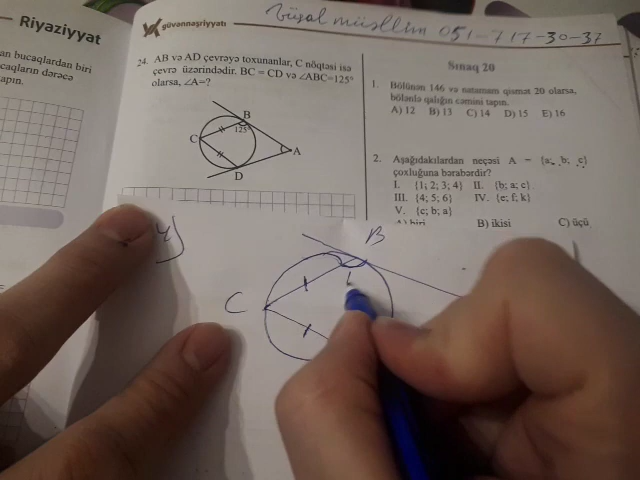 Riyaziyyat
güvənnəşriyyatı
müəllim 051-717-30-37
an bucaqlardan biri
caqların dərəcə
apın.
24. AB və AD çevrəyə toxunanlar, C nöqtəsi isə
çevrə üzərindədir. BC = CD və ∠ABC=125°
olarsa, ∠A=?
B
125°
C
A
D
Sınaq 20
1. Bölünən 146 və natamam qismət 20 olarsa,
bölənlə qalığın cəmini tapın.
A) 12 B) 13 C) 14 D) 15 E) 16
2. Aşağıdakılardan neçəsi A = {a, b, c}
çoxluğuna bərabərdir?
I. {1; 2; 3; 4} II. {b; a; c}
III. {4; 5; 6} IV. {e; f; k}
V. {c; b; a}
A) biri B) ikisi C) üçü
B
C